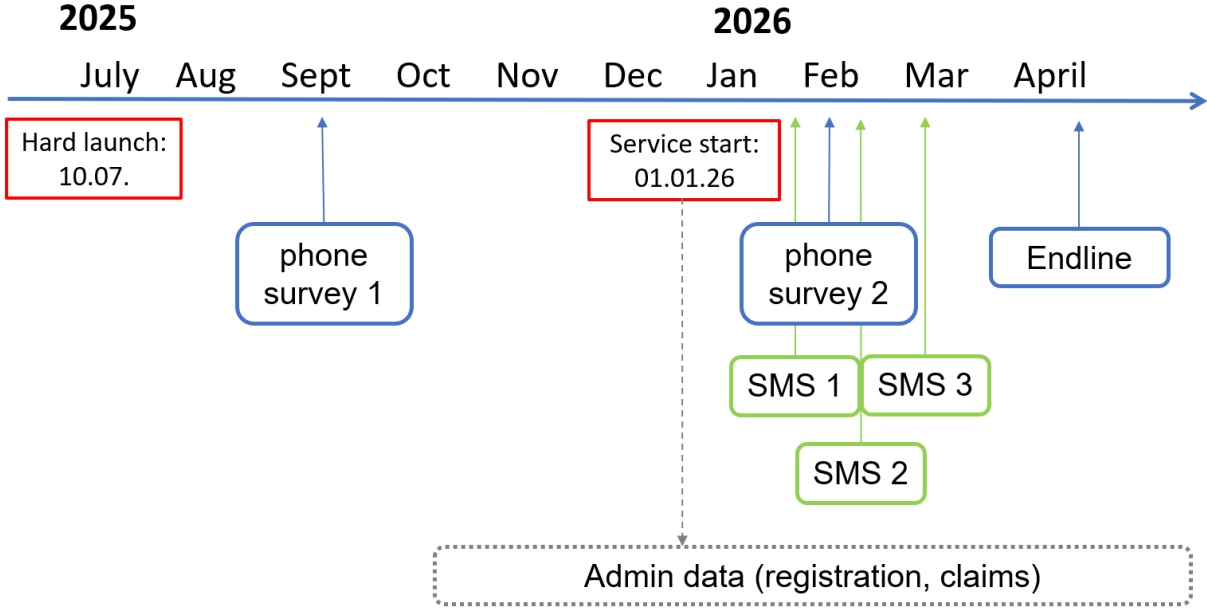 2025
2026
July Aug Sept Oct Nov Dec Jan Feb Mar April
Hard launch:
10.07.
Service start:
01.01.26
phone
survey 1
phone
survey 2
Endline
SMS 1
SMS 3
SMS 2
Admin data (registration, claims)